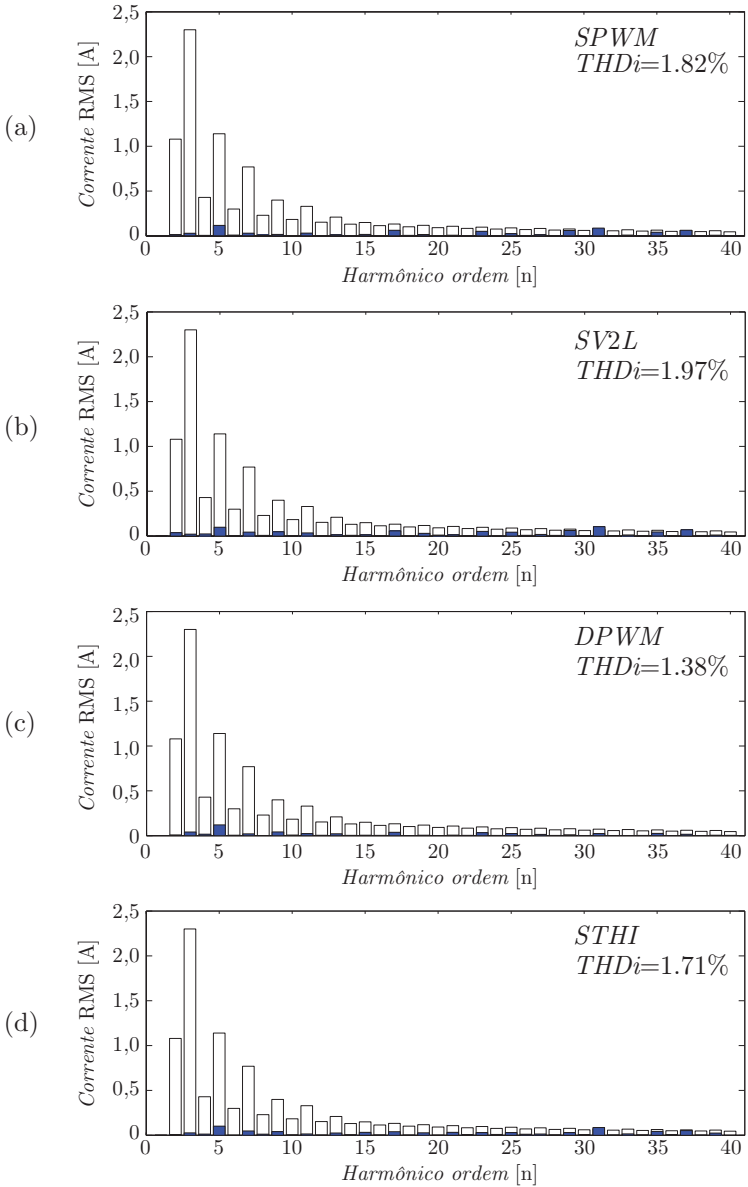 (a)
Corrente RMS [A]
2,5
2,0
1,5
1,0
0,5
0
SPWM
THDi=1.82%
0 5 10 15 20 25 30 35 40
Harmônico ordem [n]
(b)
Corrente RMS [A]
2,5
2,0
1,5
1,0
0,5
0
SV2L
THDi=1.97%
0 5 10 15 20 25 30 35 40
Harmônico ordem [n]
(c)
Corrente RMS [A]
2,5
2,0
1,5
1,0
0,5
0
DPWM
THDi=1.38%
0 5 10 15 20 25 30 35 40
Harmônico ordem [n]
(d)
Corrente RMS [A]
2,5
2,0
1,5
1,0
0,5
0
STHI
THDi=1.71%
0 5 10 15 20 25 30 35 40
Harmônico ordem [n]